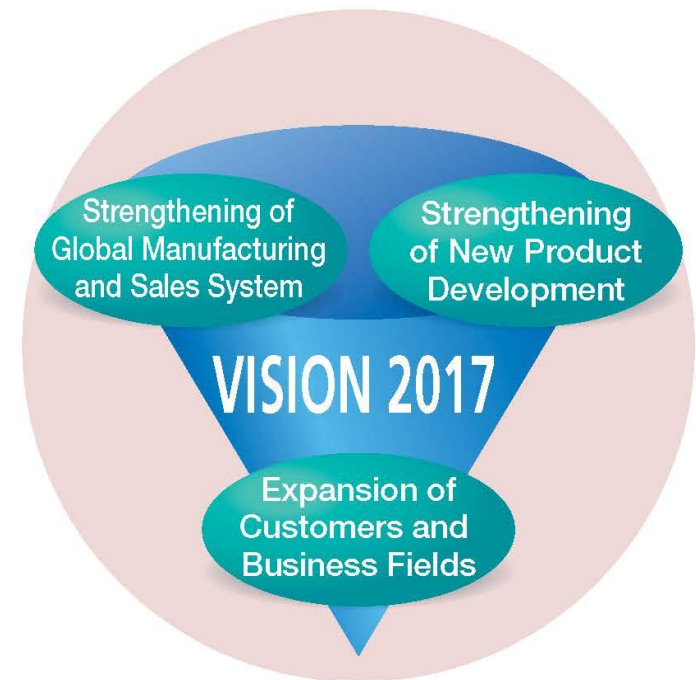 Strengthening of
Global Manufacturing
and Sales System
Strengthening
of New Product
Development
VISION 2017
Expansion of
Customers and
Business Fields